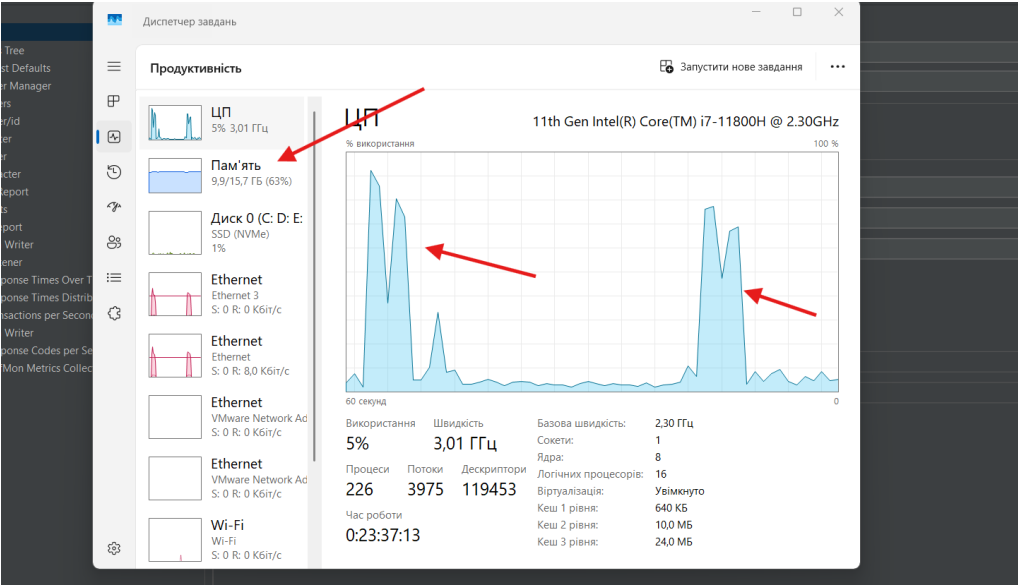 Диспетчер завдань
Tree
st Defaults
er Manager
ers
er/id
ter
er
acter
Report
ts
eport
Writer
tener
ponse Times Over T
ponse Times Distrib
nsactions per Second
Writer
ponse Codes per Se
fMon Metrics Collec
Продуктивність
Запустити нове завдання
ЦП
5% 3,01 ГГц
Пам'ять
9,9/15,7 ГБ (63%)
Диск 0 (C: D: E:
SSD (NVMe)
1%
Ethernet
Ethernet 3
S: 0 R: 0 Кбіт/с
Ethernet
Ethernet
S: 0 R: 8,0 Кбіт/с
Ethernet
VMware Network Ad
S: 0 R: 0 Кбіт/с
Ethernet
VMware Network Ad
S: 0 R: 0 Кбіт/с
Wi-Fi
Wi-Fi
S: 0 R: 0 Кбіт/с
ЦП
11th Gen Intel(R) Core(TM) i7-11800H @ 2.30GHz
% використання
100 %
60 секунд
0
Використання
Швидкість
5%
3,01 ГГц
Процеси
Потоки
Дескриптори
226
3975
119453
Час роботи
0:23:37:13
Базова швидкість: 2,30 ГГц
Сокети: 1
Ядра: 8
Логічних процесорів: 16
Віртуалізація: Увімкнуто
Кеш 1 рівня: 640 КБ
Кеш 2 рівня: 10,0 МБ
Кеш 3 рівня: 24,0 МБ